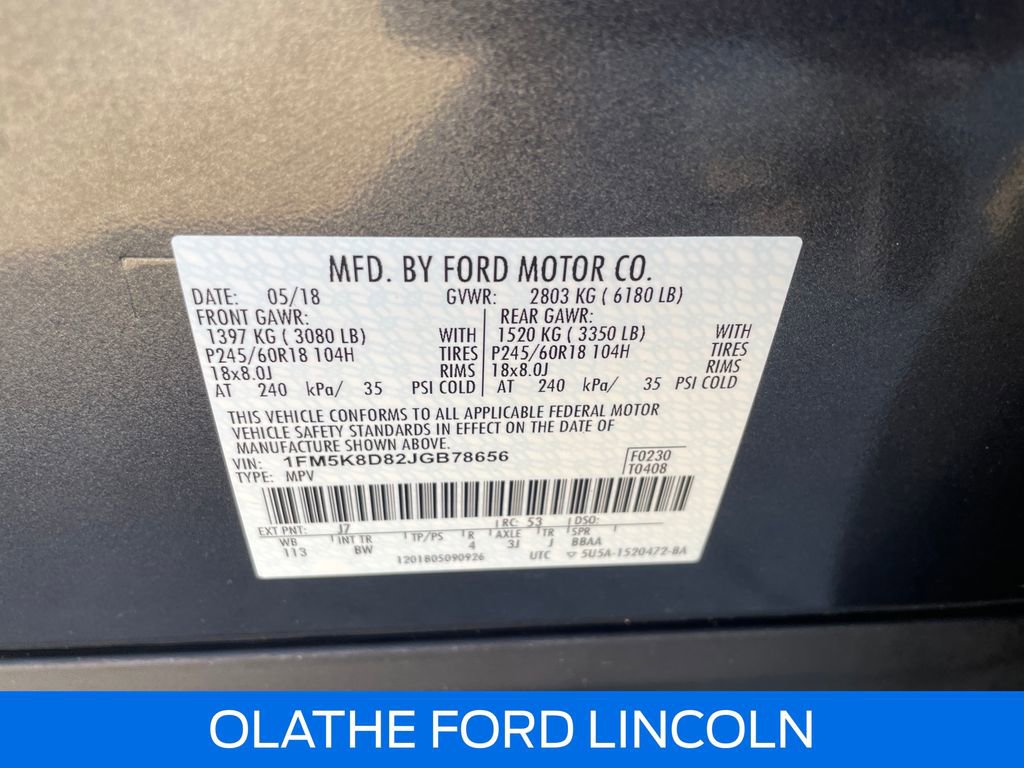 MFD. BY FORD MOTOR CO.
DATE: 05/18 GVWR: 2803 KG ( 6180 LB)
FRONT GAWR: REAR GAWR:
1397 KG ( 3080 LB) WITH 1520 KG ( 3350 LB) WITH
P245/60R18 104H TIRES P245/60R18 104H TIRES
18x8.0J RIMS 18x8.0J RIMS
AT 240 kPa/ 35 PSI COLD AT 240 kPa/ 35 PSI COLD
THIS VEHICLE CONFORMS TO ALL APPLICABLE FEDERAL MOTOR
VEHICLE SAFETY STANDARDS IN EFFECT ON THE DATE OF
MANUFACTURE SHOWN ABOVE.
VIN: 1FM5K8D82JGB78656 F0230
TYPE: MPV T0408
EXT PNT: J7 RC: 53 DSO:
WB INT TR TP/PS R AXLE TR SPR
113 BW 4 3J J BBAA
1201805090926 UTC ▽ 5U5A-1520472-BA
OLATHE FORD LINCOLN